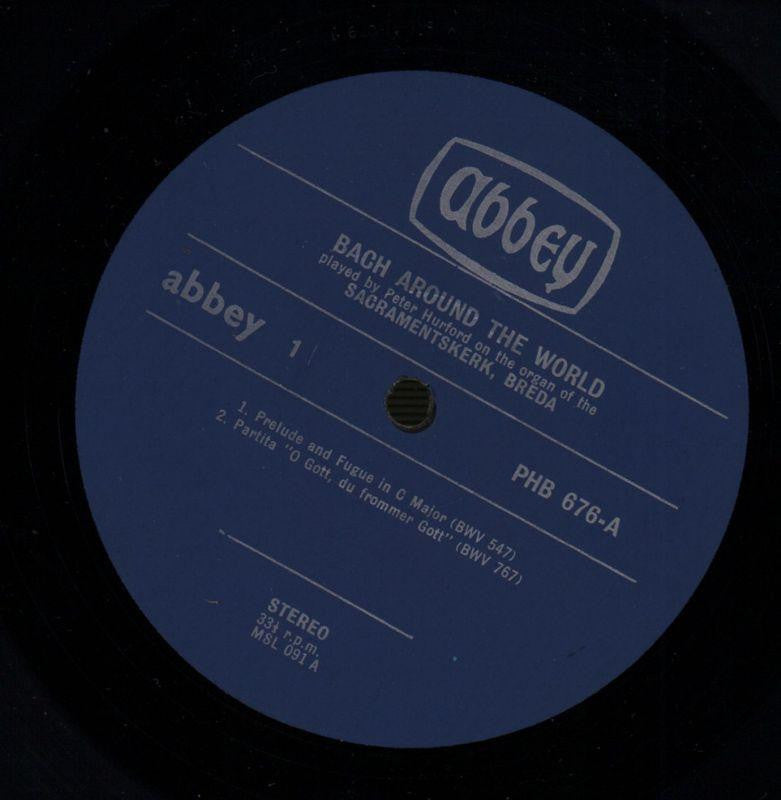 abbey
BACH AROUND THE WORLD
played by Peter Hurford on the organ of the
SACRAMENTSKERK, BREDA
abbey 1
PHB 676-A
1. Prelude and Fugue in C Major (BWV 547)
2. Partita "O Gott, du frommer Gott" (BWV 767)
STEREO
33⅓ r.p.m.
MSL 091 A